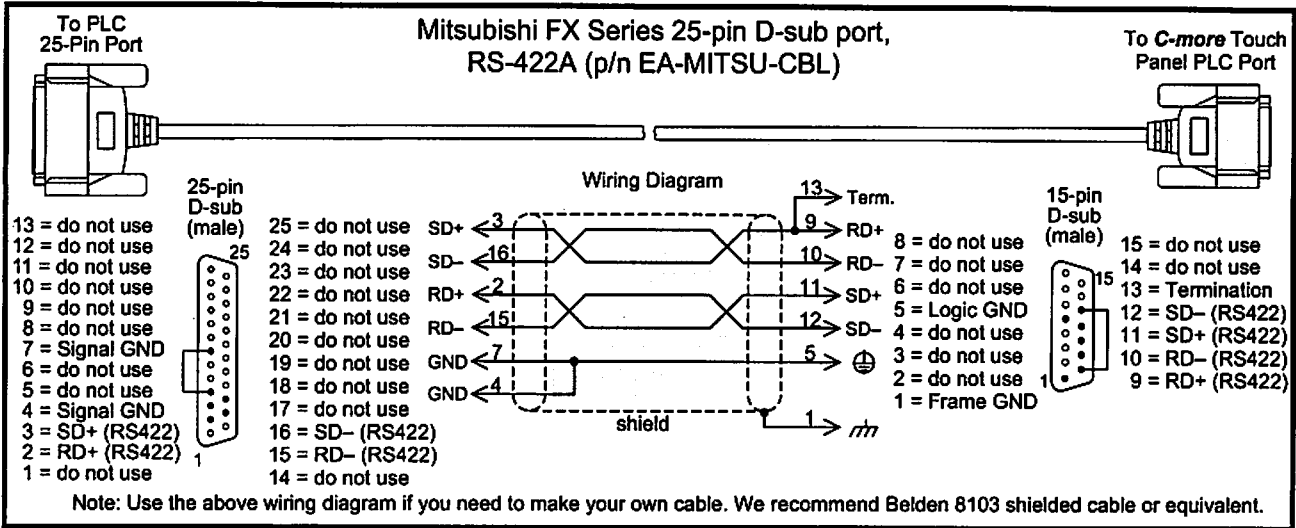 To PLC
25-Pin Port
Mitsubishi FX Series 25-pin D-sub port,
RS-422A (p/n EA-MITSU-CBL)
To C-more Touch
Panel PLC Port
25-pin
D-sub
(male)
13 = do not use
12 = do not use
11 = do not use
10 = do not use
9 = do not use
8 = do not use
7 = Signal GND
6 = do not use
5 = do not use
4 = Signal GND
3 = SD+ (RS422)
2 = RD+ (RS422)
1 = do not use
25
1
25 = do not use
24 = do not use
23 = do not use
22 = do not use
21 = do not use
20 = do not use
19 = do not use
18 = do not use
17 = do not use
16 = SD– (RS422)
15 = RD– (RS422)
14 = do not use
Wiring Diagram
13 Term.
SD+ 3 9 RD+
SD– 16 10 RD–
RD+ 2 11 SD+
RD– 15 12 SD–
GND 7 5
GND 4
shield
1
8 = do not use
7 = do not use
6 = do not use
5 = Logic GND
4 = do not use
3 = do not use
2 = do not use
1 = Frame GND
15-pin
D-sub
(male)
15
1
15 = do not use
14 = do not use
13 = Termination
12 = SD– (RS422)
11 = SD+ (RS422)
10 = RD– (RS422)
9 = RD+ (RS422)
Note: Use the above wiring diagram if you need to make your own cable. We recommend Belden 8103 shielded cable or equivalent.